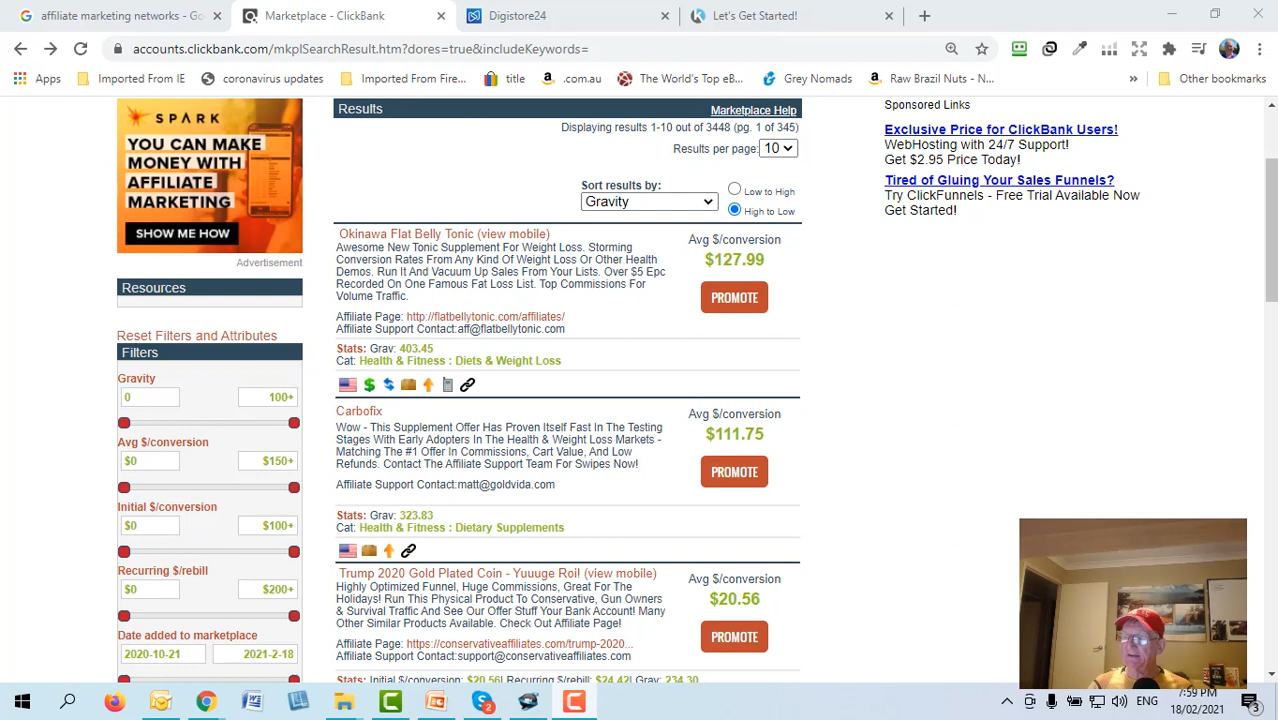 affiliate marketing networks - G
Marketplace - ClickBank
Digistore24
Let's Get Started!
accounts.clickbank.com/mkplSearchResult.htm?dores=true&includeKeywords=
Apps
Imported From IE
coronavirus updates
Imported From Fire...
title
.com.au
The World's Top eB...
Grey Nomads
Raw Brazil Nuts - N...
»
Other bookmarks
SPARK
YOU CAN MAKE
MONEY WITH
AFFILIATE
MARKETING
SHOW ME HOW
Advertisement
Resources
Reset Filters and Attributes
Filters
Gravity
0 100+
Avg $/conversion
$0 $150+
Initial $/conversion
$0 $100+
Recurring $/rebill
$0 $200+
Date added to marketplace
2020-10-21 2021-2-18
Results Marketplace Help
Displaying results 1-10 out of 3448 (pg. 1 of 345)
Results per page: 10
Sort results by:
Gravity
Low to High
High to Low
Okinawa Flat Belly Tonic (view mobile)
Awesome New Tonic Supplement For Weight Loss. Storming
Conversion Rates From Any Kind Of Weight Loss Or Other Health
Demos. Run It And Vacuum Up Sales From Your Lists. Over $5 Epc
Recorded On One Famous Fat Loss List. Top Commissions For
Volume Traffic.
Affiliate Page: http://flatbellytonic.com/affiliates/
Affiliate Support Contact:aff@flatbellytonic.com
Avg $/conversion
$127.99
PROMOTE
Stats: Grav: 403.45
Cat: Health & Fitness : Diets & Weight Loss
Carbofix
Wow - This Supplement Offer Has Proven Itself Fast In The Testing
Stages With Early Adopters In The Health & Weight Loss Markets -
Matching The #1 Offer In Commissions, Cart Value, And Low
Refunds. Contact The Affiliate Support Team For Swipes Now!
Affiliate Support Contact:matt@goldvida.com
Avg $/conversion
$111.75
PROMOTE
Stats: Grav: 323.83
Cat: Health & Fitness : Dietary Supplements
Trump 2020 Gold Plated Coin - Yuuuge Roi! (view mobile)
Highly Optimized Funnel, Huge Commissions, Great For The
Holidays! Run This Physical Product To Conservative, Gun Owners
& Survival Traffic And See Our Offer Stuff Your Bank Account! Many
Other Similar Products Available. Check Out Affiliate Page!
Affiliate Page: https://conservativeaffiliates.com/trump-2020...
Affiliate Support Contact:support@conservativeaffiliates.com
Avg $/conversion
$20.56
PROMOTE
Stats: Initial $/conversion: $20.56| Recurring $/rebill: $24.42| Grav: 234.30
Sponsored Links
Exclusive Price for ClickBank Users!
WebHosting with 24/7 Support!
Get $2.95 Price Today!
Tired of Gluing Your Sales Funnels?
Try ClickFunnels - Free Trial Available Now
Get Started!
2
ENG
7:59 PM
18/02/2021
3